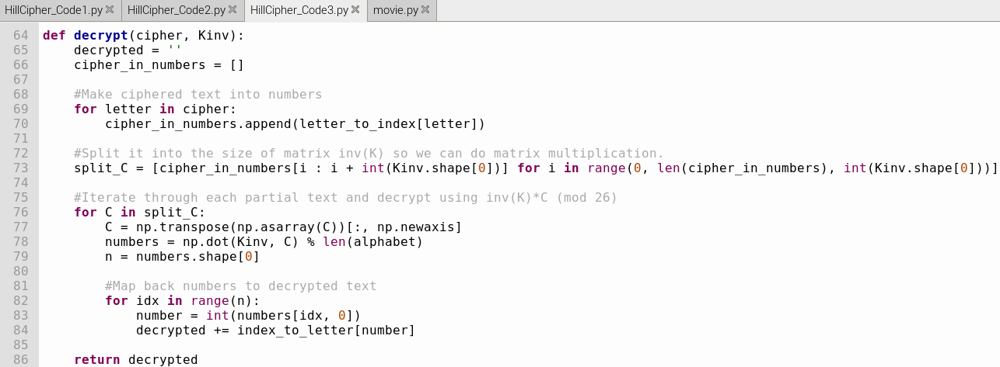 HillCipher_Code1.py HillCipher_Code2.py HillCipher_Code3.py movie.py
64 def decrypt(cipher, Kinv):
65     decrypted = ''
66     cipher_in_numbers = []
67
68     #Make ciphered text into numbers
69     for letter in cipher:
70         cipher_in_numbers.append(letter_to_index[letter])
71
72     #Split it into the size of matrix inv(K) so we can do matrix multiplication.
73     split_C = [cipher_in_numbers[i : i + int(Kinv.shape[0])] for i in range(0, len(cipher_in_numbers), int(Kinv.shape[0]))]
74
75     #Iterate through each partial text and decrypt using inv(K)*C (mod 26)
76     for C in split_C:
77         C = np.transpose(np.asarray(C))[:, np.newaxis]
78         numbers = np.dot(Kinv, C) % len(alphabet)
79         n = numbers.shape[0]
80
81         #Map back numbers to decrypted text
82         for idx in range(n):
83             number = int(numbers[idx, 0])
84             decrypted += index_to_letter[number]
85
86     return decrypted